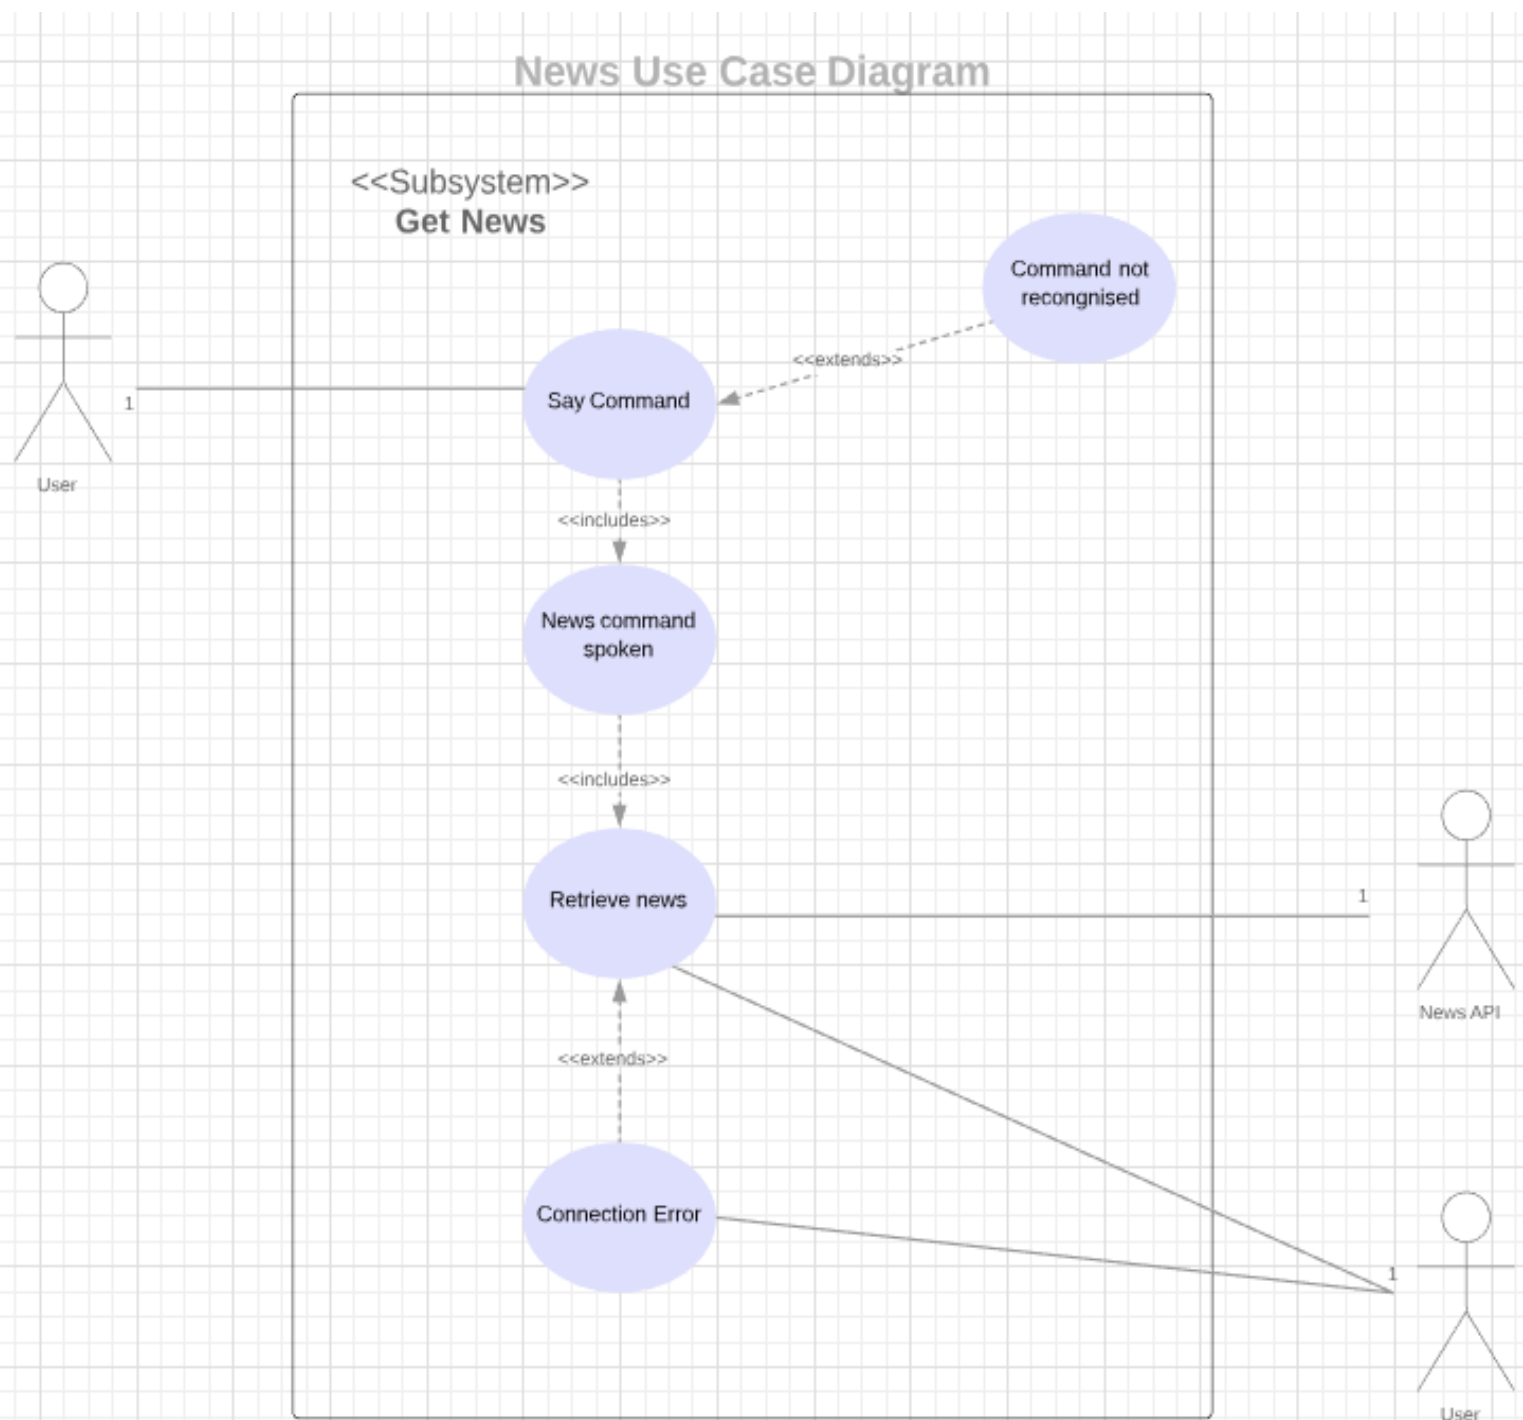 News Use Case Diagram
<<Subsystem>>
Get News
Command not
recongnised
<<extends>>
Say Command
1
User
<<includes>>
News command
spoken
<<includes>>
Retrieve news
1
News API
<<extends>>
Connection Error
1
User